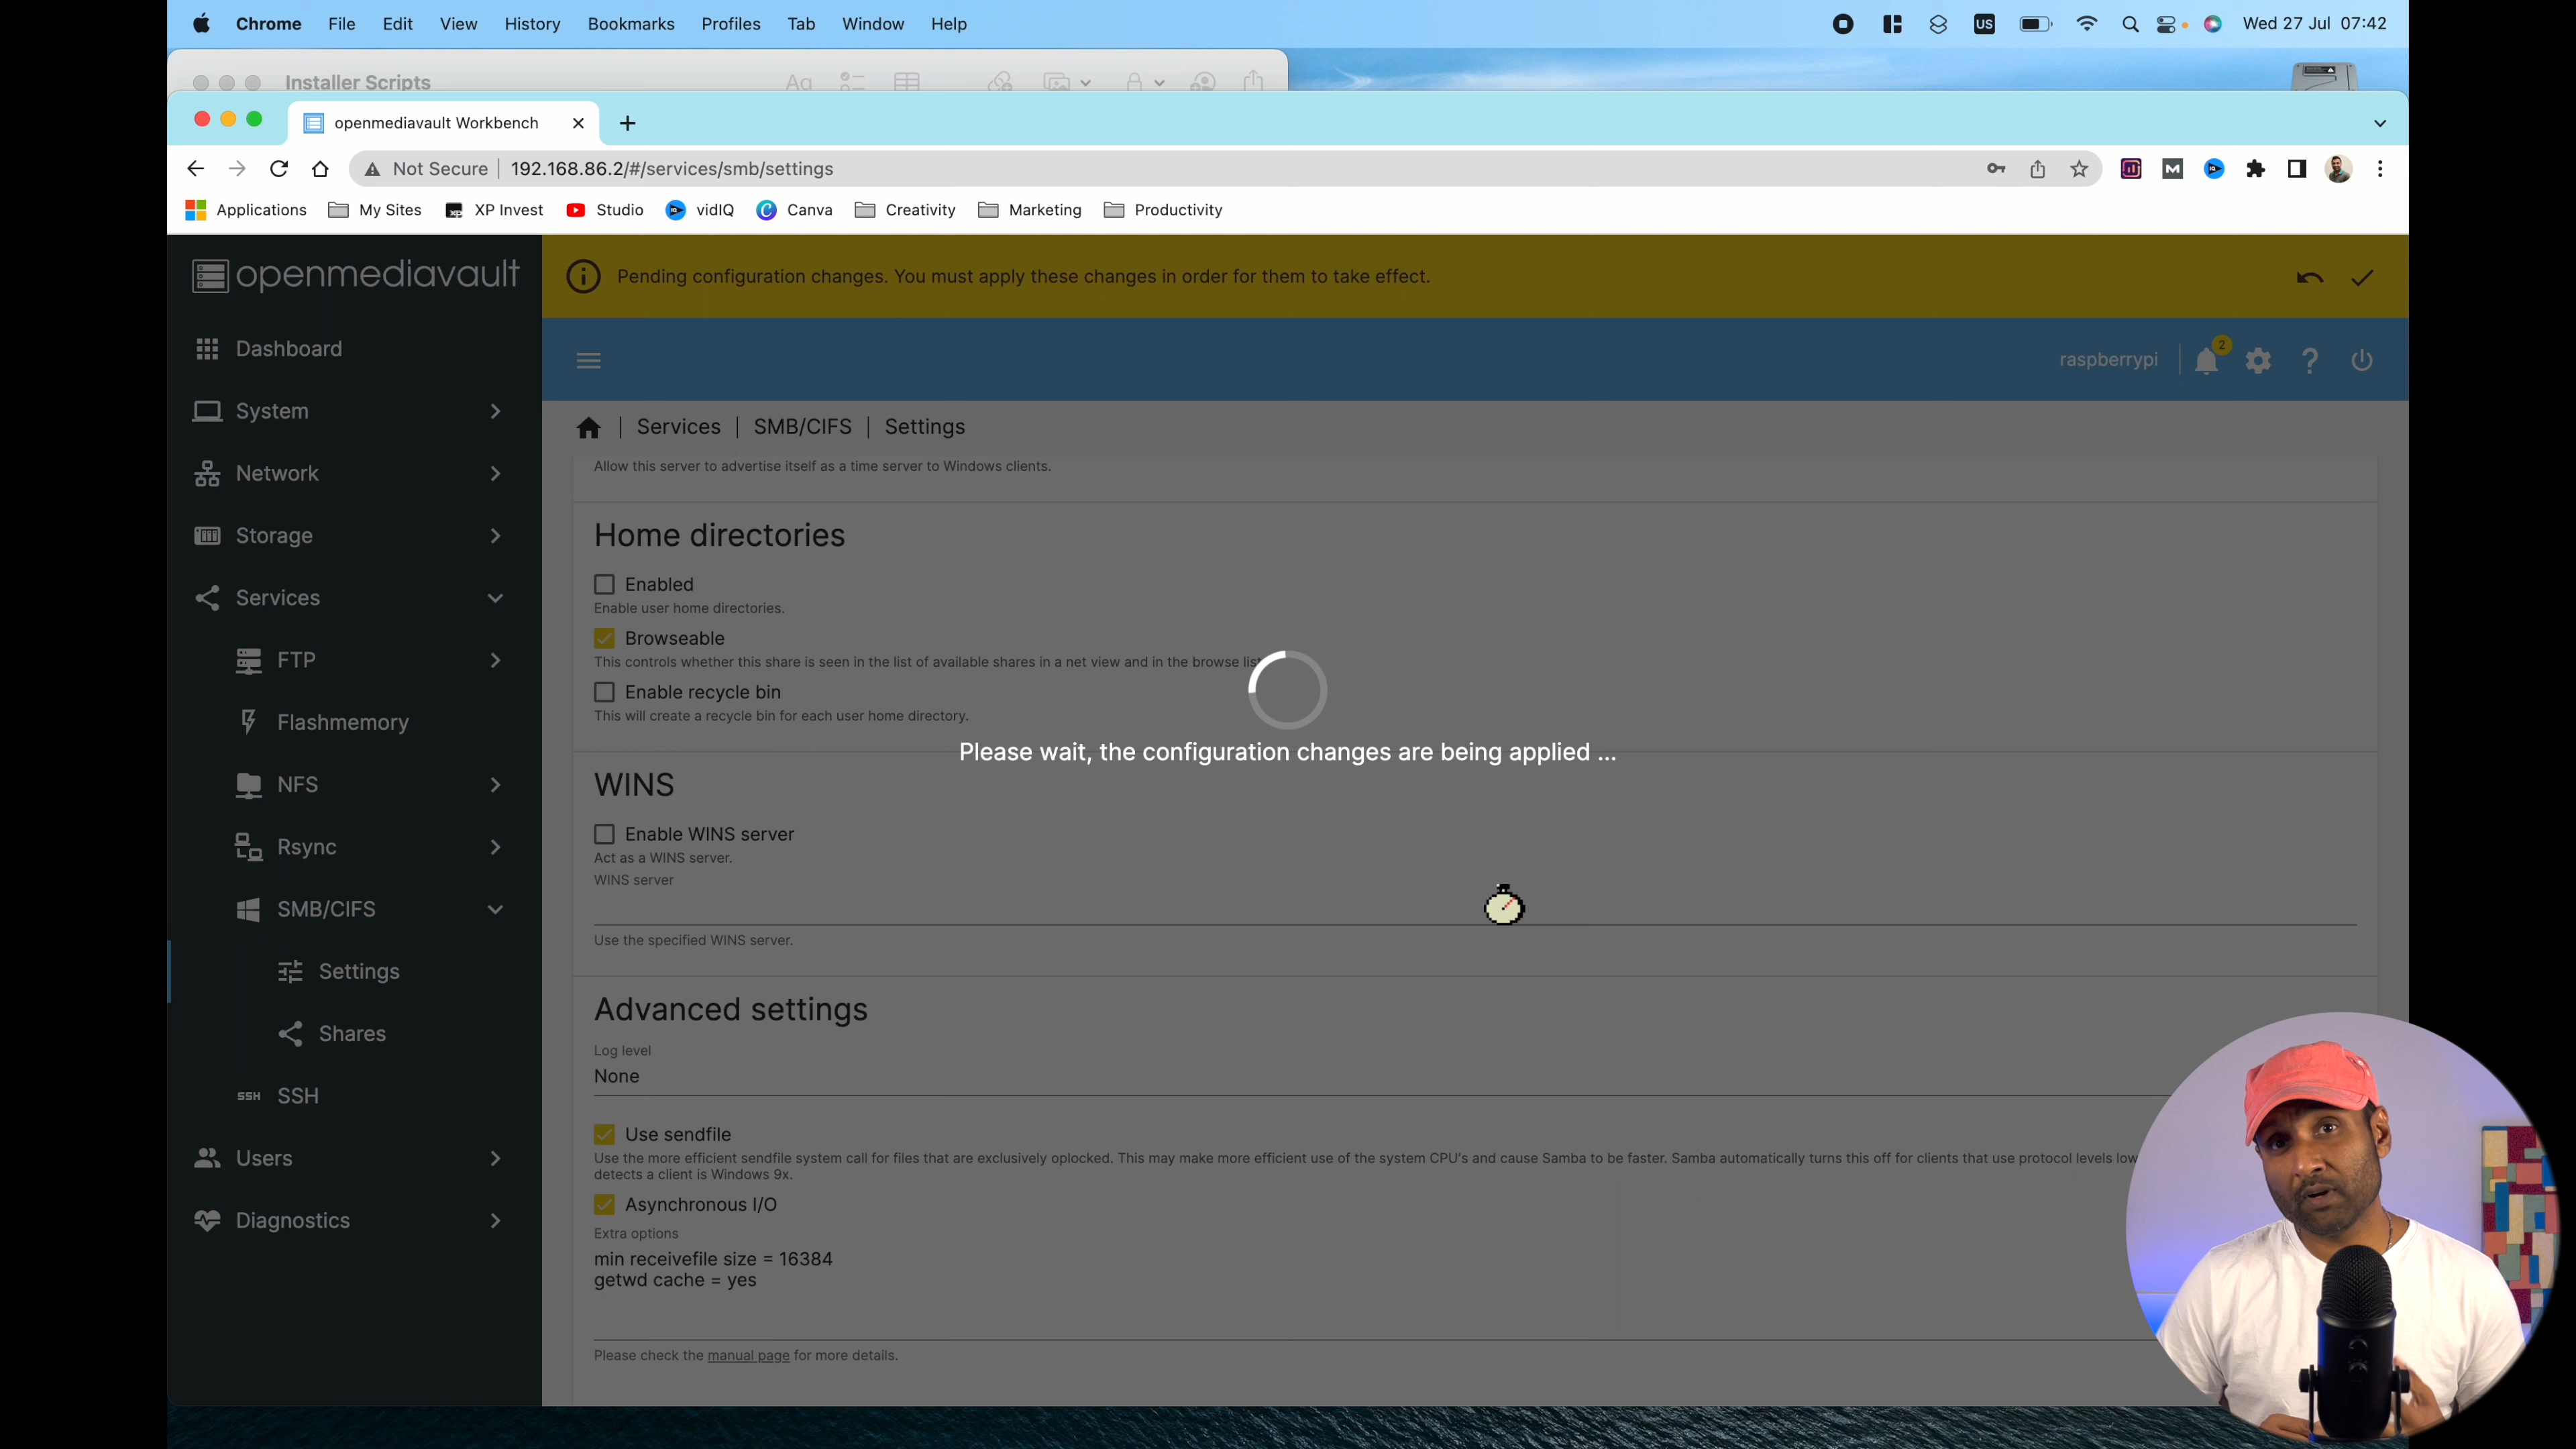 Chrome File Edit View History Bookmarks Profiles Tab Window Help US Wed 27 Jul 07:42
Installer Scripts Aa
openmediavault Workbench
Not Secure 192.168.86.2/#/services/smb/settings
Applications My Sites XP Invest Studio vidIQ Canva Creativity Marketing Productivity
openmediavault
Pending configuration changes. You must apply these changes in order for them to take effect.
raspberrypi 2
Dashboard
System
Network
Storage
Services
FTP
Flashmemory
NFS
Rsync
SMB/CIFS
Settings
Shares
SSH SSH
Users
Diagnostics
Services | SMB/CIFS | Settings
Allow this server to advertise itself as a time server to Windows clients.
Home directories
Enabled
Enable user home directories.
Browseable
This controls whether this share is seen in the list of available shares in a net view and in the browse list
Enable recycle bin
This will create a recycle bin for each user home directory.
Please wait, the configuration changes are being applied ...
WINS
Enable WINS server
Act as a WINS server.
WINS server
Use the specified WINS server.
Advanced settings
Log level
None
Use sendfile
Use the more efficient sendfile system call for files that are exclusively oplocked. This may make more efficient use of the system CPU's and cause Samba to be faster. Samba automatically turns this off for clients that use protocol levels low
detects a client is Windows 9x.
Asynchronous I/O
Extra options
min receivefile size = 16384
getwd cache = yes
Please check the manual page for more details.